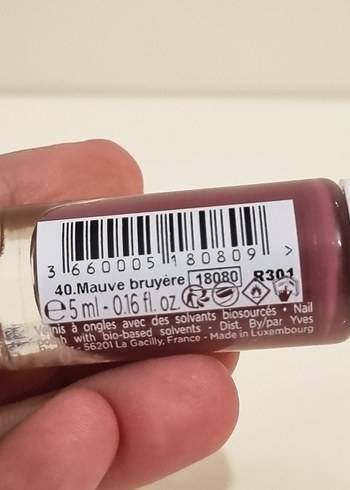 3 660005 180809 >
40.Mauve bruyère 18080 R301
℮ 5 ml - 0.16 fl. oz.
Vernis à ongles avec des solvants biosourcés • Nail
with bio-based solvents - Dist. By/par Yves
- 56201 La Gacilly, France - Made in Luxembourg